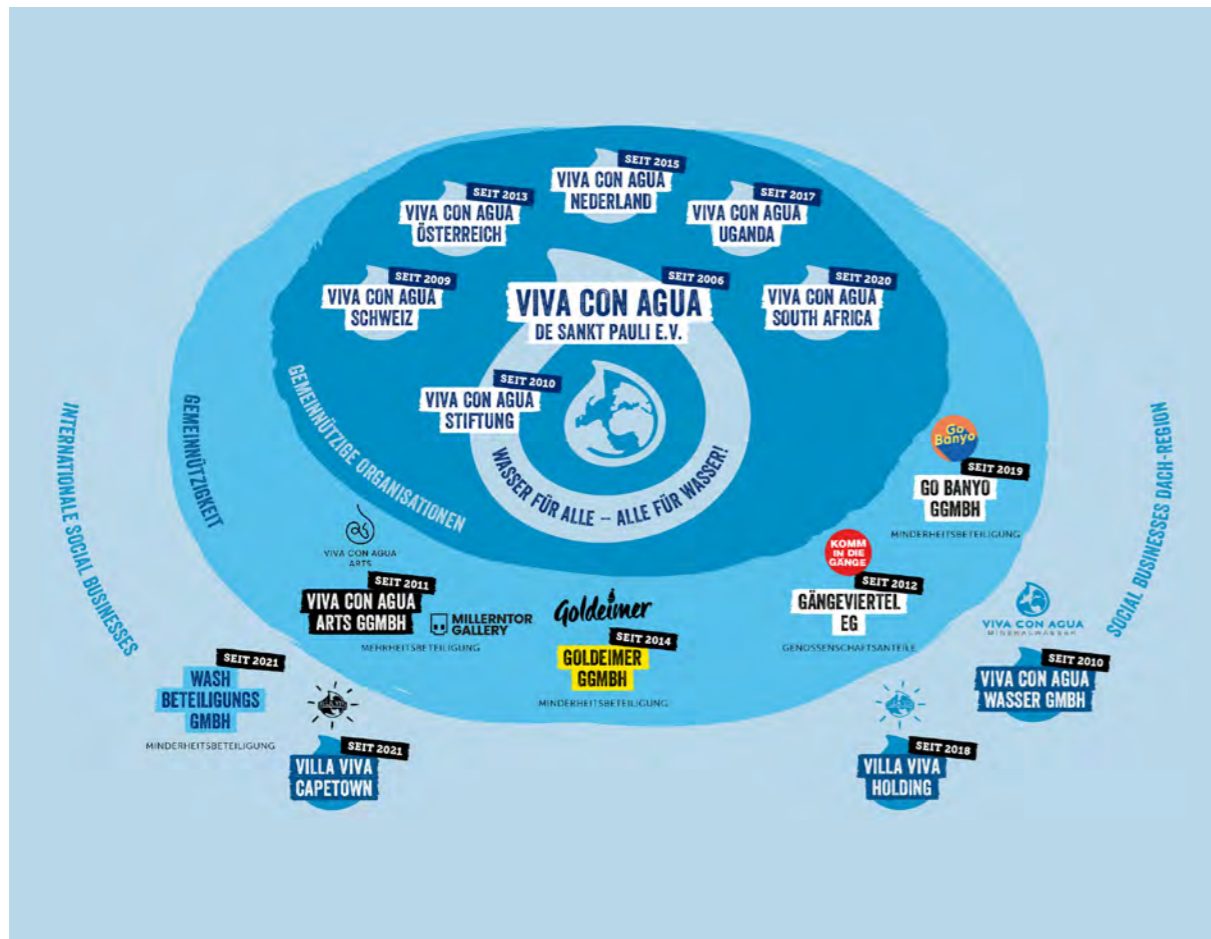 SEIT 2015
VIVA CON AGUA
NEDERLAND
SEIT 2013
VIVA CON AGUA
ÖSTERREICH
SEIT 2017
VIVA CON AGUA
UGANDA
SEIT 2009
VIVA CON AGUA
SCHWEIZ
SEIT 2006
VIVA CON AGUA
DE SANKT PAULI E.V.
SEIT 2020
VIVA CON AGUA
SOUTH AFRICA
SEIT 2010
VIVA CON AGUA
STIFTUNG
WASSER FÜR ALLE – ALLE FÜR WASSER!
GEMEINNÜTZIGE ORGANISATIONEN
GEMEINNÜTZIGKEIT
INTERNATIONALE SOCIAL BUSINESSES
SOCIAL BUSINESSES DACH-REGION
Go
Banyo
SEIT 2019
GO BANYO
GGMBH
MINDERHEITSBETEILIGUNG
VIVA CON AGUA
ARTS
SEIT 2011
VIVA CON AGUA
ARTS GGMBH
MILLERNTOR
GALLERY
MEHRHEITSBETEILIGUNG
Goldeimer
SEIT 2014
GOLDEIMER
GGMBH
MINDERHEITSBETEILIGUNG
KOMM
IN DIE
GÄNGE
SEIT 2012
GÄNGEVIERTEL
EG
GENOSSENSCHAFTSANTEILE
VIVA CON AGUA
MINERALWASSER
SEIT 2010
VIVA CON AGUA
WASSER GMBH
SEIT 2021
WASH
BETEILIGUNGS
GMBH
MINDERHEITSBETEILIGUNG
SEIT 2021
VILLA VIVA
CAPETOWN
SEIT 2018
VILLA VIVA
HOLDING